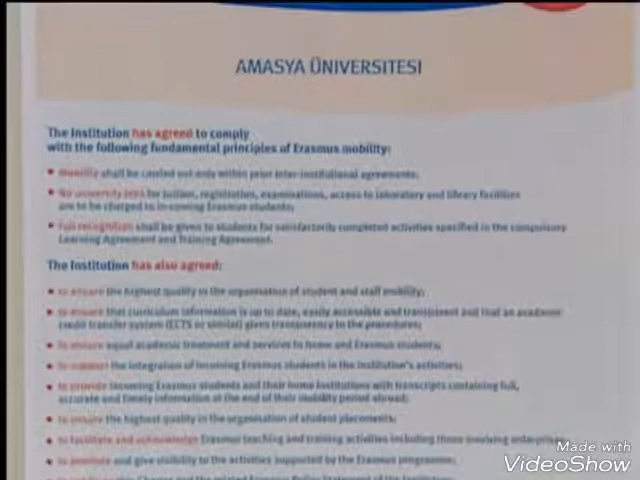 AMASYA ÜNİVERSİTESİ
The Institution has agreed to comply
with the following fundamental principles of Erasmus mobility:
• Mobility shall be carried out only within prior inter-institutional agreements.
• No university fees for tuition, registration, examinations, access to laboratory and library facilities
are to be charged to in-coming Erasmus students;
• Full recognition shall be given to students for satisfactorily completed activities specified in the compulsory
Learning Agreement and Training Agreement.
The Institution has also agreed:
• to ensure the highest quality in the organisation of student and staff mobility;
• to ensure that curriculum information is up to date, easily accessible and transparent and that an academic
credit transfer system (ECTS or similar) gives transparency to the procedures;
• to ensure equal academic treatment and services to home and Erasmus students;
• to support the integration of incoming Erasmus students in the Institution's activities;
• to provide incoming Erasmus students and their home institutions with transcripts containing full,
accurate and timely information at the end of their mobility period abroad;
• to ensure the highest quality in the organisation of student placements;
• to facilitate and acknowledge Erasmus teaching and training activities including those involving enterprises;
• to promote and give visibility to the activities supported by the Erasmus programme;
Made with
VideoShow